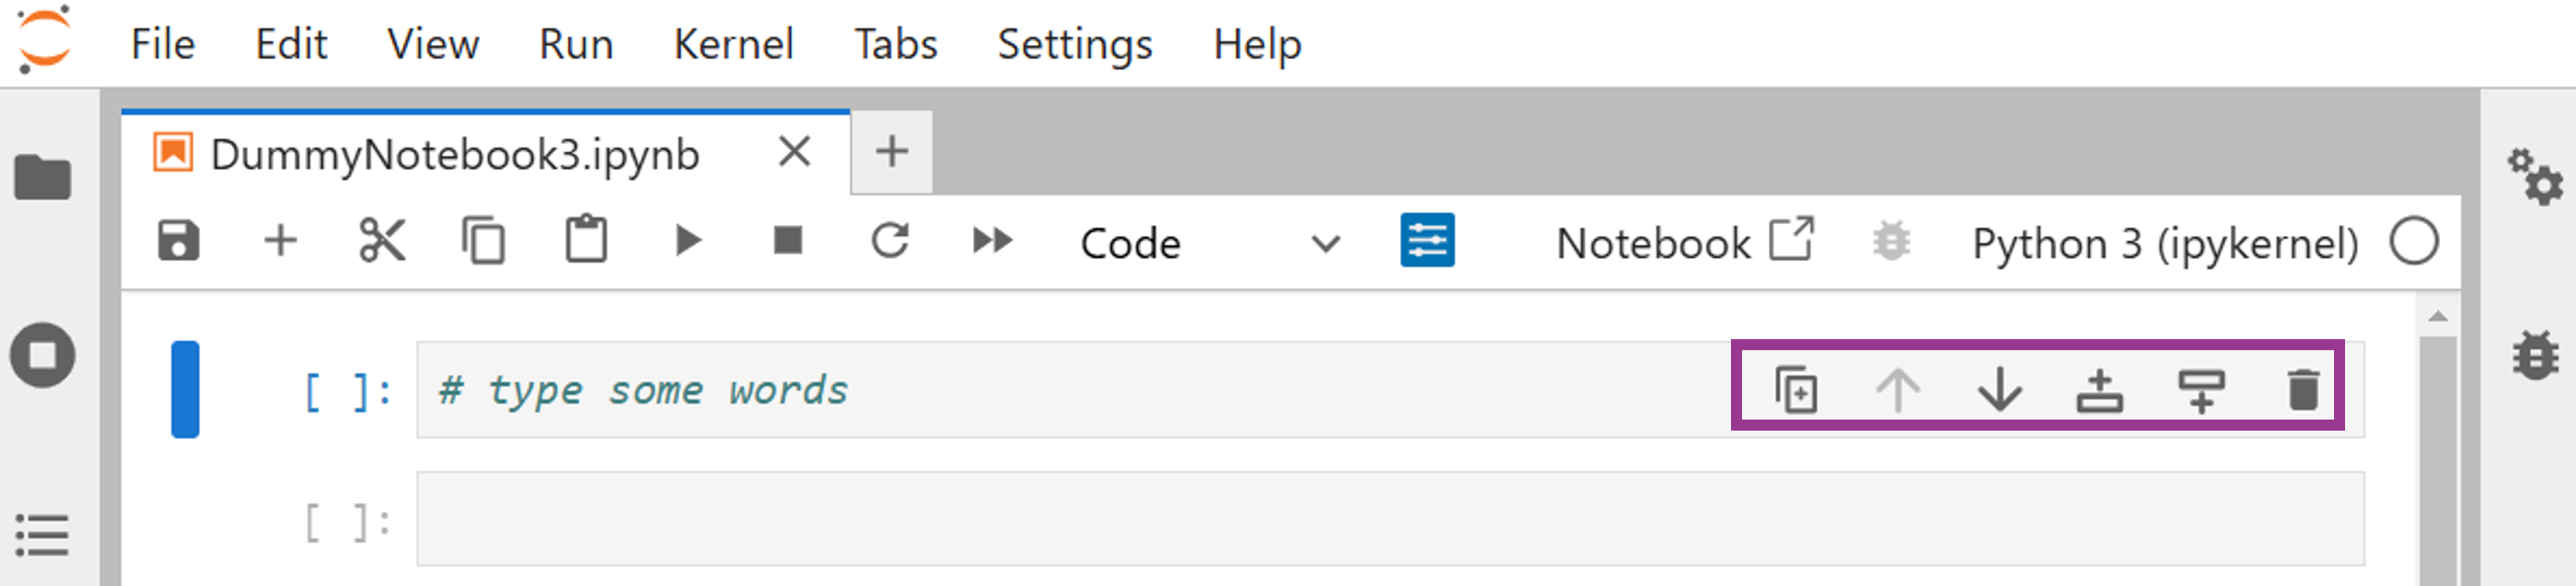 File Edit View Run Kernel Tabs Settings Help
DummyNotebook3.ipynb
Code Notebook Python 3 (ipykernel)
[ ]: # type some words
[ ]: